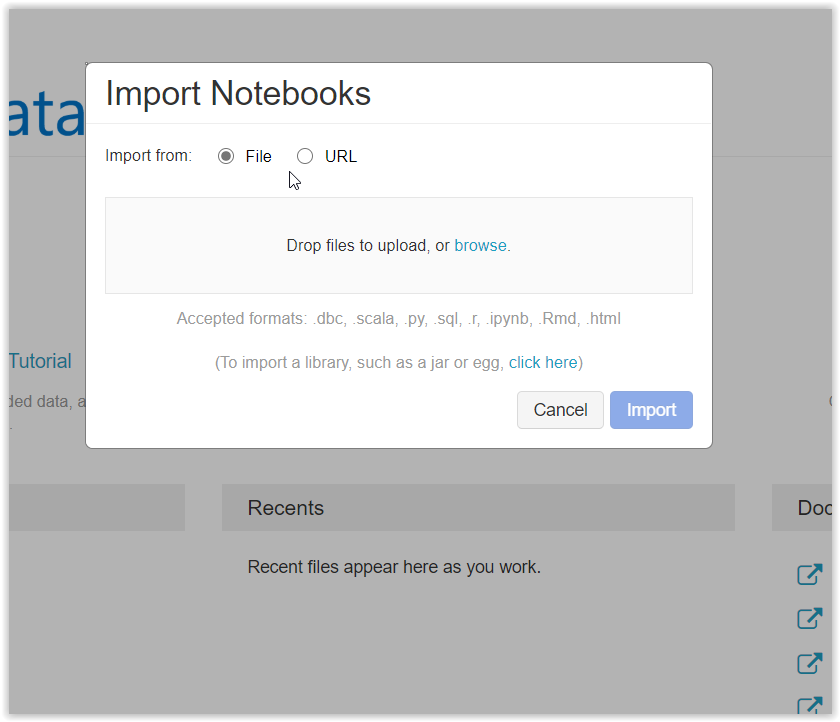 Import Notebooks
ata
Import from: File URL
Drop files to upload, or browse.
Accepted formats: .dbc, .scala, .py, .sql, .r, .ipynb, .Rmd, .html
(To import a library, such as a jar or egg, click here)
Cancel Import
Tutorial
ded data, a
Recents
Doc
Recent files appear here as you work.